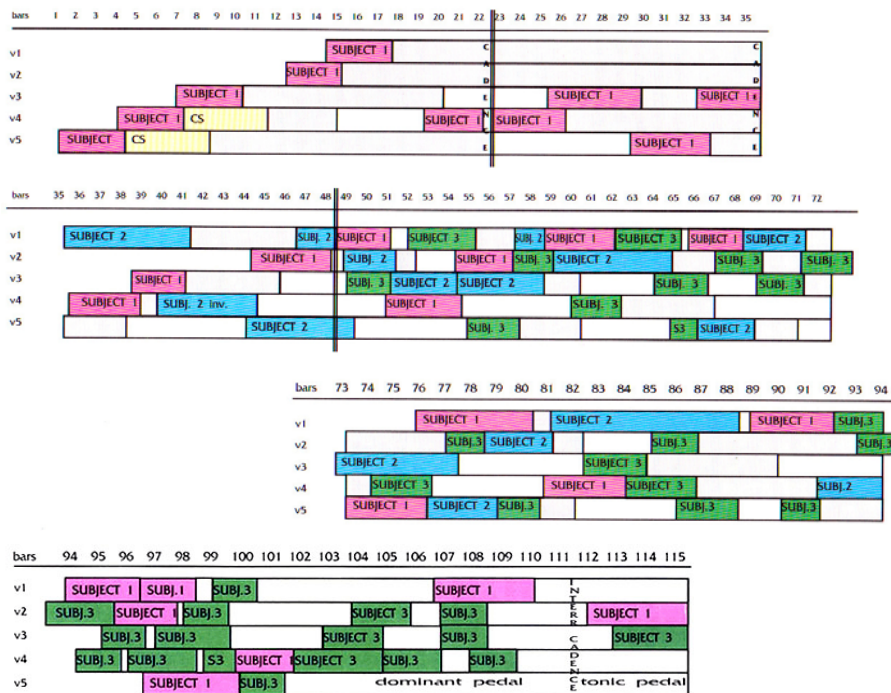 bars 1 2 3 4 5 6 7 8 9 10 11 12 13 14 15 16 17 18 19 20 21 22 23 24 25 26 27 28 29 30 31 32 33 34 35
v1 SUBJECT 1
v2 SUBJECT 1
v3 SUBJECT 1 SUBJECT 1 SUBJECT 1
v4 SUBJECT 1 CS SUBJECT 1 SUBJECT 1
v5 SUBJECT CS SUBJECT 1
CADENCE
CADENCE
bars 35 36 37 38 39 40 41 42 43 44 45 46 47 48 49 50 51 52 53 54 55 56 57 58 59 60 61 62 63 64 65 66 67 68 69 70 71 72
v1 SUBJECT 2 SUBJ. 2 SUBJECT 1 SUBJECT 3 SUBJ. 2 SUBJECT 1 SUBJECT 3 SUBJECT 1 SUBJECT 2
v2 SUBJECT 1 SUBJ. 2 SUBJECT 1 SUBJ. 3 SUBJECT 2 SUBJ. 3 SUBJ. 3
v3 SUBJECT 1 SUBJ. 3 SUBJECT 2 SUBJECT 2 SUBJ. 3 SUBJ. 3
v4 SUBJECT 1 SUBJ. 2 inv. SUBJECT 1 SUBJ. 3
v5 SUBJECT 2 SUBJ. 3 S3 SUBJECT 2
bars 73 74 75 76 77 78 79 80 81 82 83 84 85 86 87 88 89 90 91 92 93 94
v1 SUBJECT 1 SUBJECT 2 SUBJECT 1 SUBJ.3
v2 SUBJ.3 SUBJECT 2 SUBJ.3 SUBJ.3
v3 SUBJECT 2 SUBJECT 3
v4 SUBJECT 3 SUBJECT 1 SUBJECT 3 SUBJ.2
v5 SUBJECT 1 SUBJECT 2 SUBJ.3 SUBJ.3 SUBJ.3
bars 94 95 96 97 98 99 100 101 102 103 104 105 106 107 108 109 110 111 112 113 114 115
v1 SUBJECT 1 SUBJ.1 SUBJ.3 SUBJECT 1
v2 SUBJ.3 SUBJECT 1 SUBJ.3 SUBJECT 3 SUBJ.3 SUBJECT 1
v3 SUBJ.3 SUBJ.3 SUBJECT 3 SUBJ.3 SUBJECT 3
v4 SUBJ.3 SUBJ.3 S3 SUBJECT 1 SUBJECT 3 SUBJ.3 SUBJ.3
v5 SUBJECT 1 SUBJ.3 dominant pedal tonic pedal
INTERR CADENCE